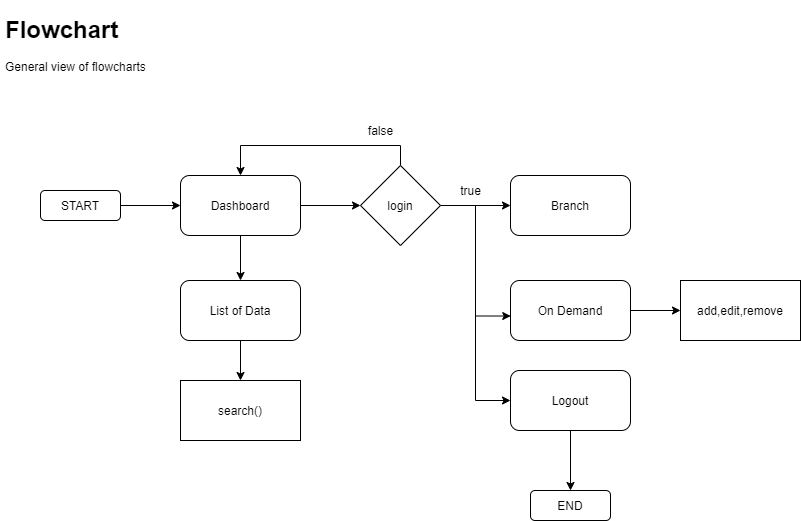 Flowchart
General view of flowcharts
false
true
START
Dashboard
login
Branch
List of Data
On Demand
add,edit,remove
search()
Logout
END